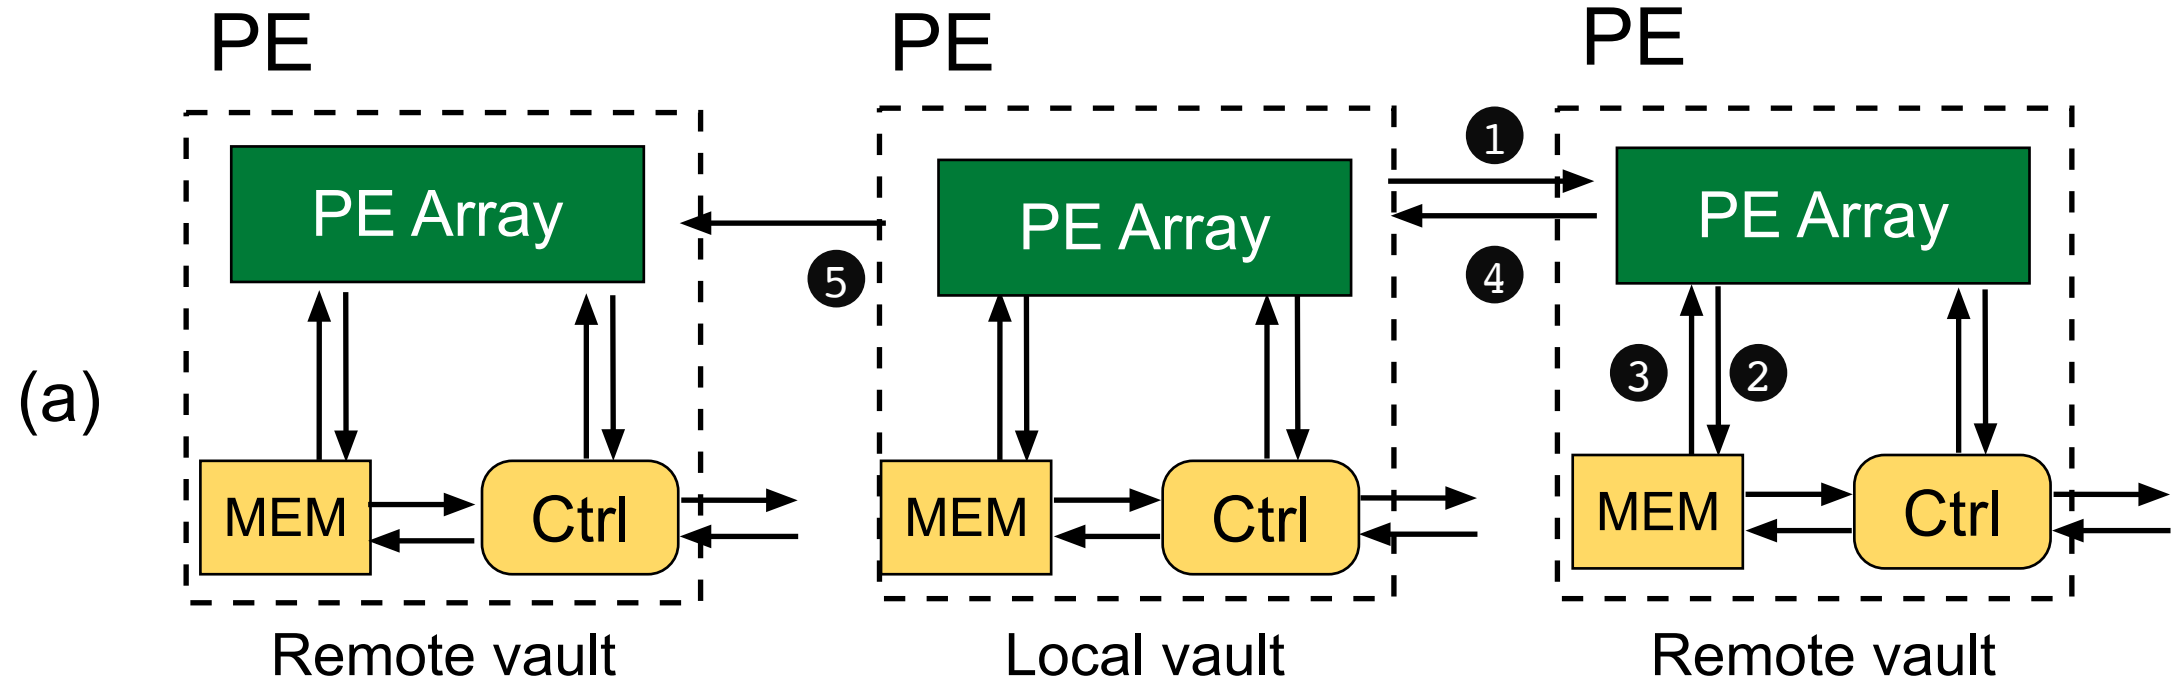 PE PE PE
1
PE Array PE Array PE Array
5 4
(a) 3 2
MEM Ctrl MEM Ctrl MEM Ctrl
Remote vault Local vault Remote vault